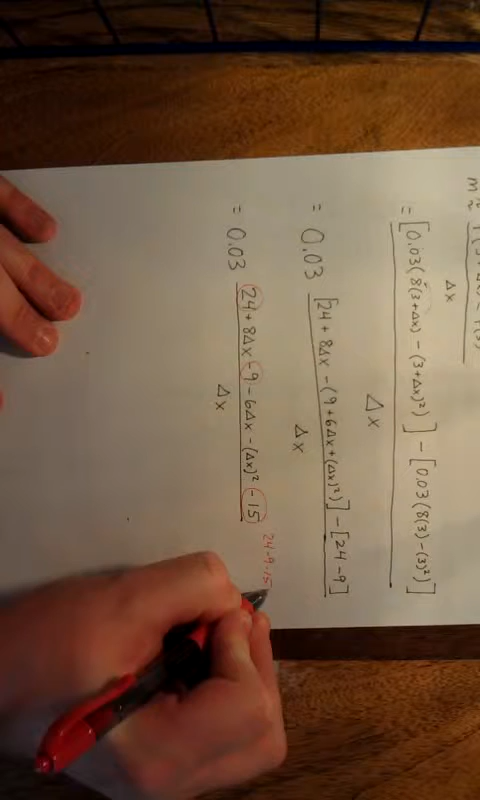 Δx
= [0.03(8(3+Δx) - (3+Δx)²)] - [0.03(8(3)-(3)²)]
Δx
= 0.03 [24 + 8Δx - (9+6Δx+(Δx)²)] - [24-9]
Δx
= 0.03 24 + 8Δx - 9 - 6Δx - (Δx)² - 15
Δx
24-9-15